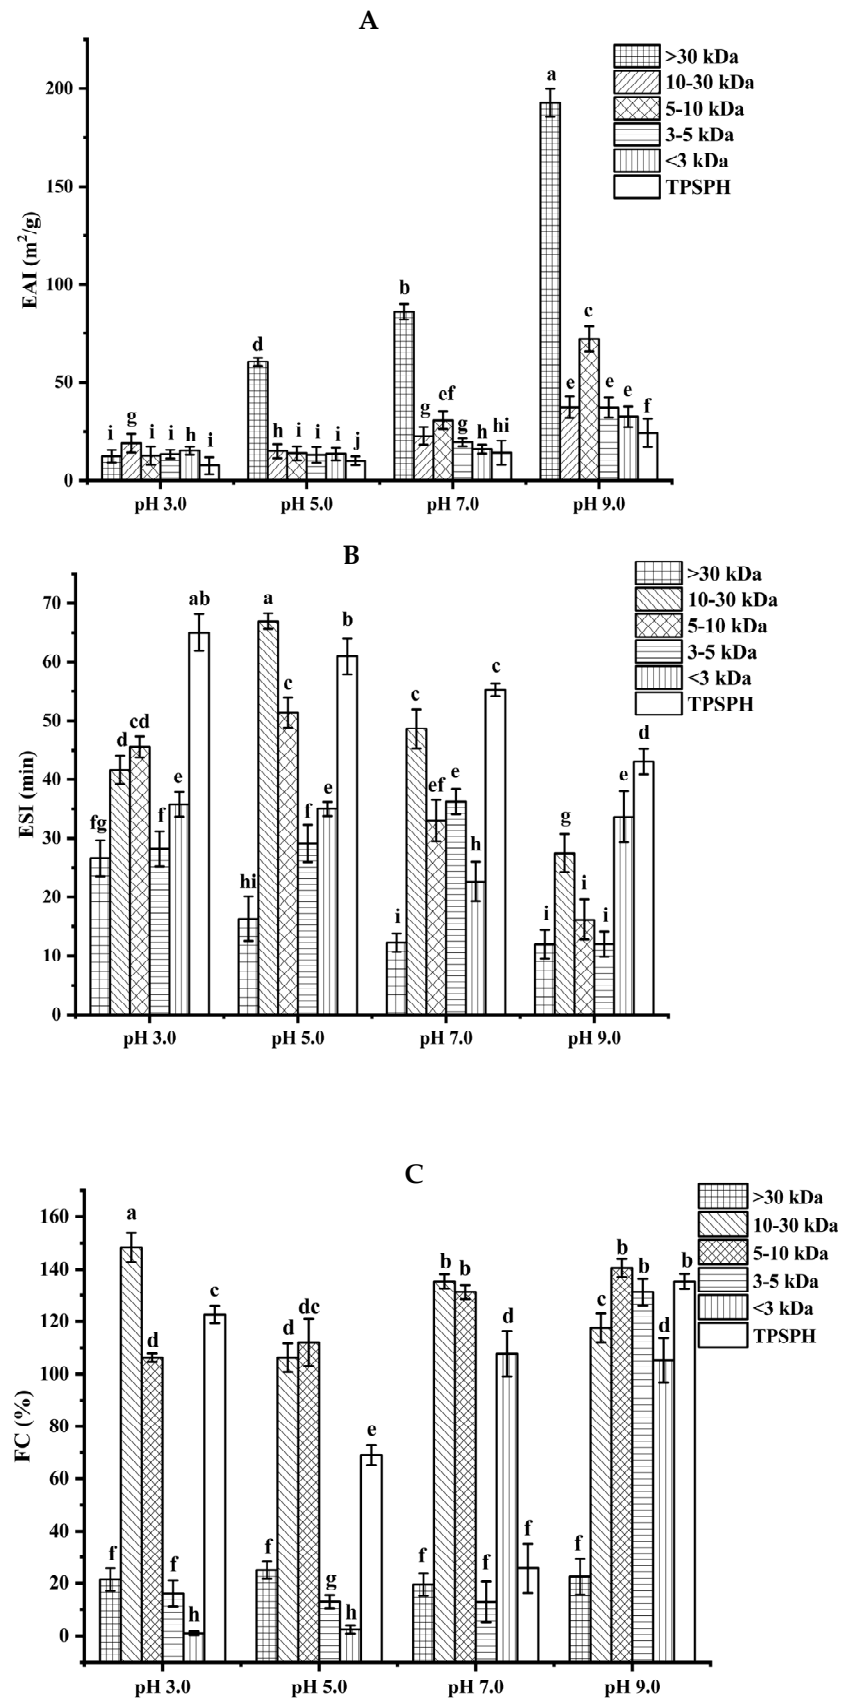 A
EAI (m²/g)
200
150
100
50
0
>30 kDa
10-30 kDa
5-10 kDa
3-5 kDa
<3 kDa
TPSPH
i g i i h i
d h i i i j
b g ef g h hi
a e c e e f
pH 3.0 pH 5.0 pH 7.0 pH 9.0
B
ESI (min)
70
60
50
40
30
20
10
0
>30 kDa
10-30 kDa
5-10 kDa
3-5 kDa
<3 kDa
TPSPH
fg d cd f e ab
hi a c f e b
i c ef e h c
i g i i e d
pH 3.0 pH 5.0 pH 7.0 pH 9.0
C
FC (%)
160
140
120
100
80
60
40
20
0
>30 kDa
10-30 kDa
5-10 kDa
3-5 kDa
<3 kDa
TPSPH
f a d f h c
f d dc g h e
f b b f d f
f c b b d b
pH 3.0 pH 5.0 pH 7.0 pH 9.0